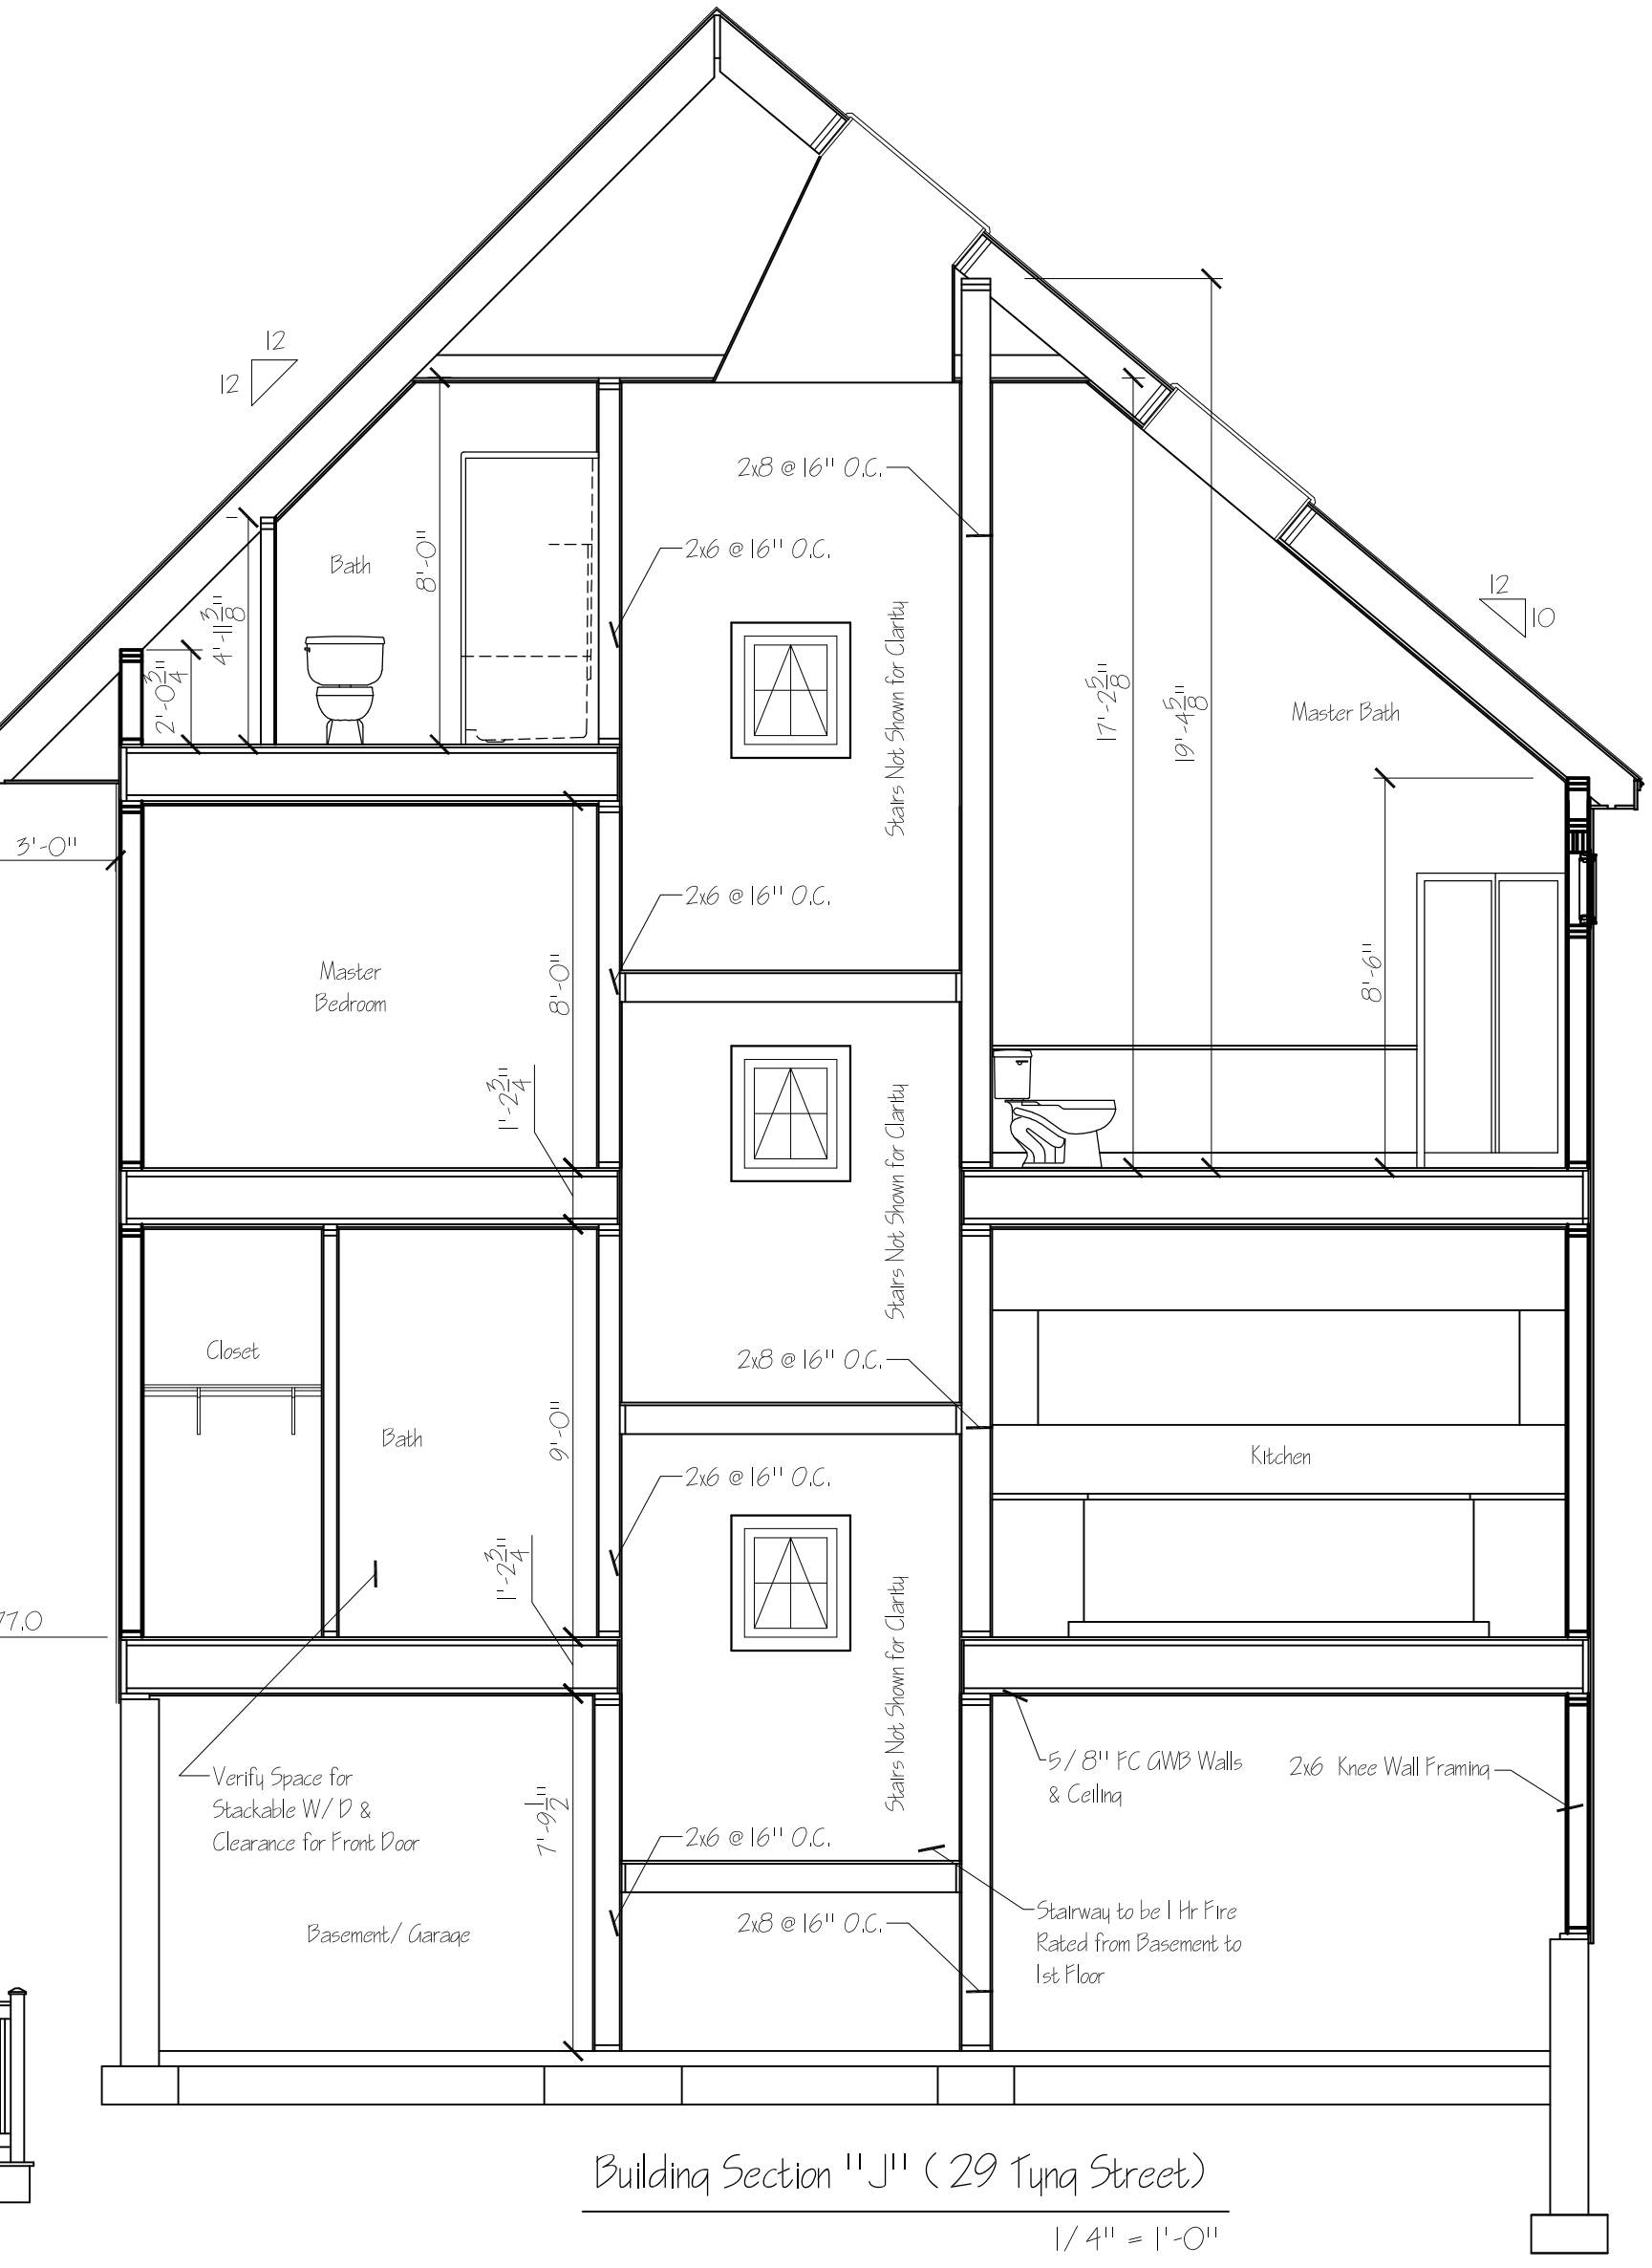 12
12
2x8 @ 16" O.C.
2x6 @ 16" O.C.
Bath
8'-0"
4'-11 3/8"
2'-0 3/4"
Stairs Not Shown for Clarity
17'-2 5/8"
19'-4 5/8"
12
10
Master Bath
3'-0"
2x6 @ 16" O.C.
Master
Bedroom
8'-0"
8'-6"
1'-2 3/4"
Stairs Not Shown for Clarity
Closet
2x8 @ 16" O.C.
Bath
9'-0"
Kitchen
2x6 @ 16" O.C.
1'-2 3/4"
77.0
Stairs Not Shown for Clarity
5/8" FC GWB Walls
& Ceiling
2x6 Knee Wall Framing
Verify Space for
Stackable W/D &
Clearance for Front Door
7'-9 1/2"
2x6 @ 16" O.C.
Basement/ Garage
2x8 @ 16" O.C.
Stairway to be 1 Hr Fire
Rated from Basement to
1st Floor
Building Section "J" ( 29 Tyng Street)
1/4" = 1'-0"